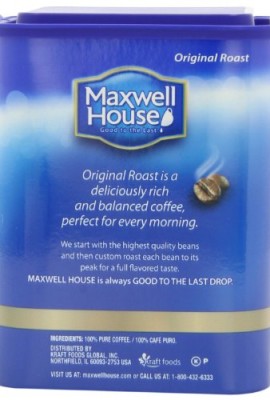 Original Roast
Maxwell
House
Good to the Last
Original Roast is a
deliciously rich
and balanced coffee,
perfect for every morning.
We start with the highest quality beans
and then custom roast each bean to its
peak for a full flavored taste.
MAXWELL HOUSE is always GOOD TO THE LAST DROP.
INGREDIENTS: 100% PURE COFFEE. / 100% CAFE PURO.
DISTRIBUTED BY
KRAFT FOODS GLOBAL, INC.
NORTHFIELD, IL 60093-2753 USA
kraft foods
P
VISIT US AT: maxwellhouse.com or CALL US AT: 1-800-432-6333